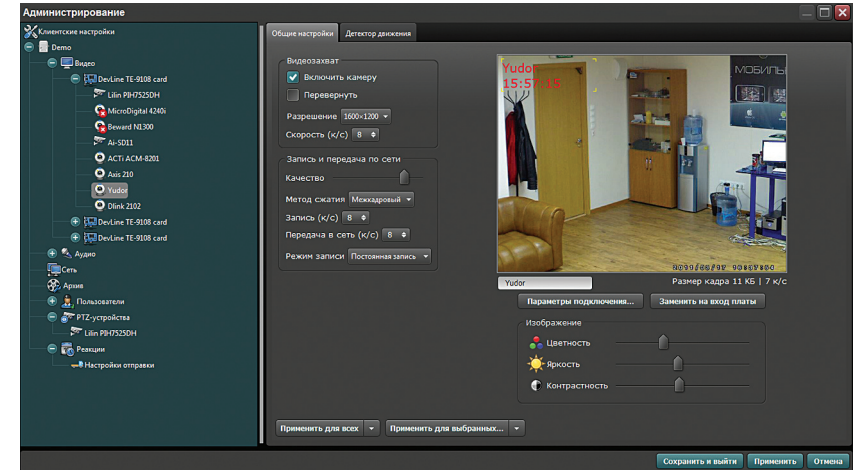 Администрирование
Клиентские настройки
Demo
Видео
DevLine TE-9108 card
Lilin PIH7525DH
MicroDigital 4240i
Beward N1300
Ai-SD11
ACTi ACM-8201
Axis 210
Yudor
Dlink 2102
DevLine TE-9108 card
DevLine TE-9108 card
Аудио
Сеть
Архив
Пользователи
PTZ-устройства
Lilin PIH7525DH
Реакции
Настройки отправки
Общие настройки
Детектор движения
Видеозахват
Включить камеру
Перевернуть
Разрешение 1600×1200
Скорость (к/с) 8
Запись и передача по сети
Качество
Метод сжатия Межкадровый
Запись (к/с) 8
Передача в сеть (к/с) 8
Режим записи Постоянная запись
Yudor
15:57:15
МОБИЛЬ
Yudor
Размер кадра 11 КБ | 7 к/с
Параметры подключения...
Заменить на вход платы
Изображение
Цветность
Яркость
Контрастность
Применить для всех
Применить для выбранных...
Сохранить и выйти
Применить
Отмена